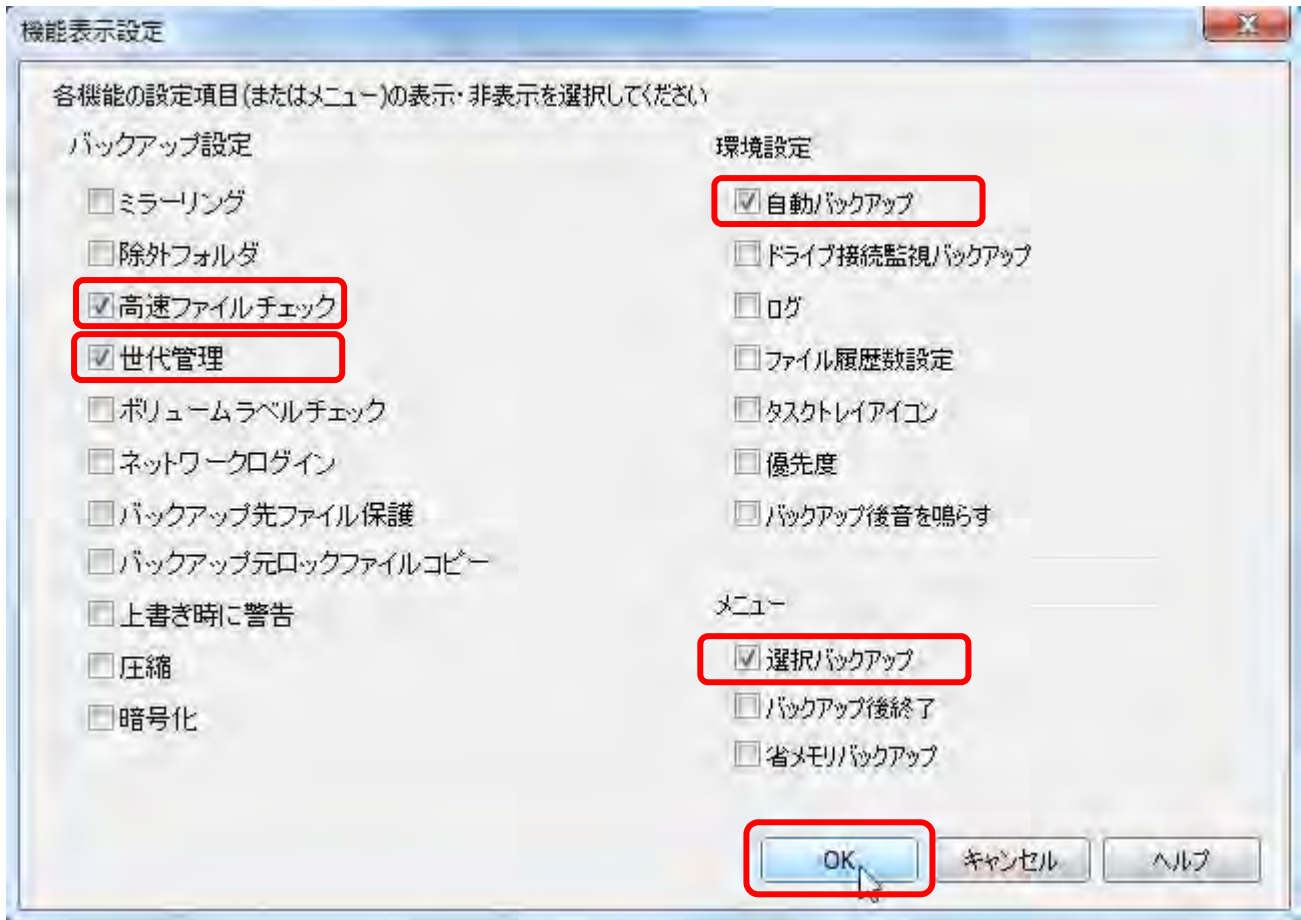 機能表示設定
各機能の設定項目(またはメニュー)の表示・非表示を選択してください
バックアップ設定
ミラーリング
除外フォルダ
高速ファイルチェック
世代管理
ボリュームラベルチェック
ネットワークログイン
バックアップ先ファイル保護
バックアップ元ロックファイルコピー
上書き時に警告
圧縮
暗号化
環境設定
自動バックアップ
ドライブ接続監視バックアップ
ログ
ファイル履歴数設定
タスクトレイアイコン
優先度
バックアップ後音を鳴らす
メニュー
選択バックアップ
バックアップ後終了
省メモリバックアップ
OK キャンセル ヘルプ